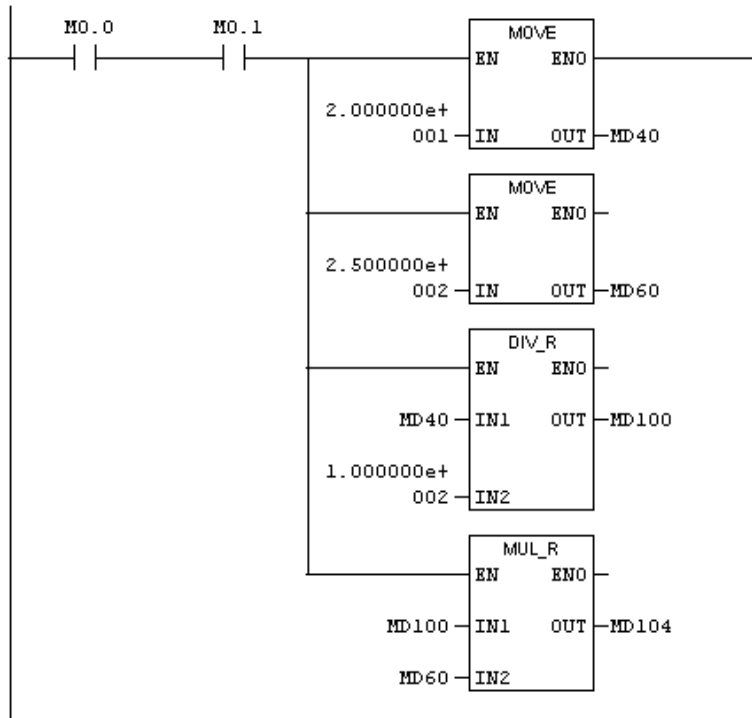 M0.0 M0.1
MOVE
EN ENO
2.000000e+
001 IN OUT MD40
MOVE
EN ENO
2.500000e+
002 IN OUT MD60
DIV_R
EN ENO
MD40 IN1 OUT MD100
1.000000e+
002 IN2
MUL_R
EN ENO
MD100 IN1 OUT MD104
MD60 IN2